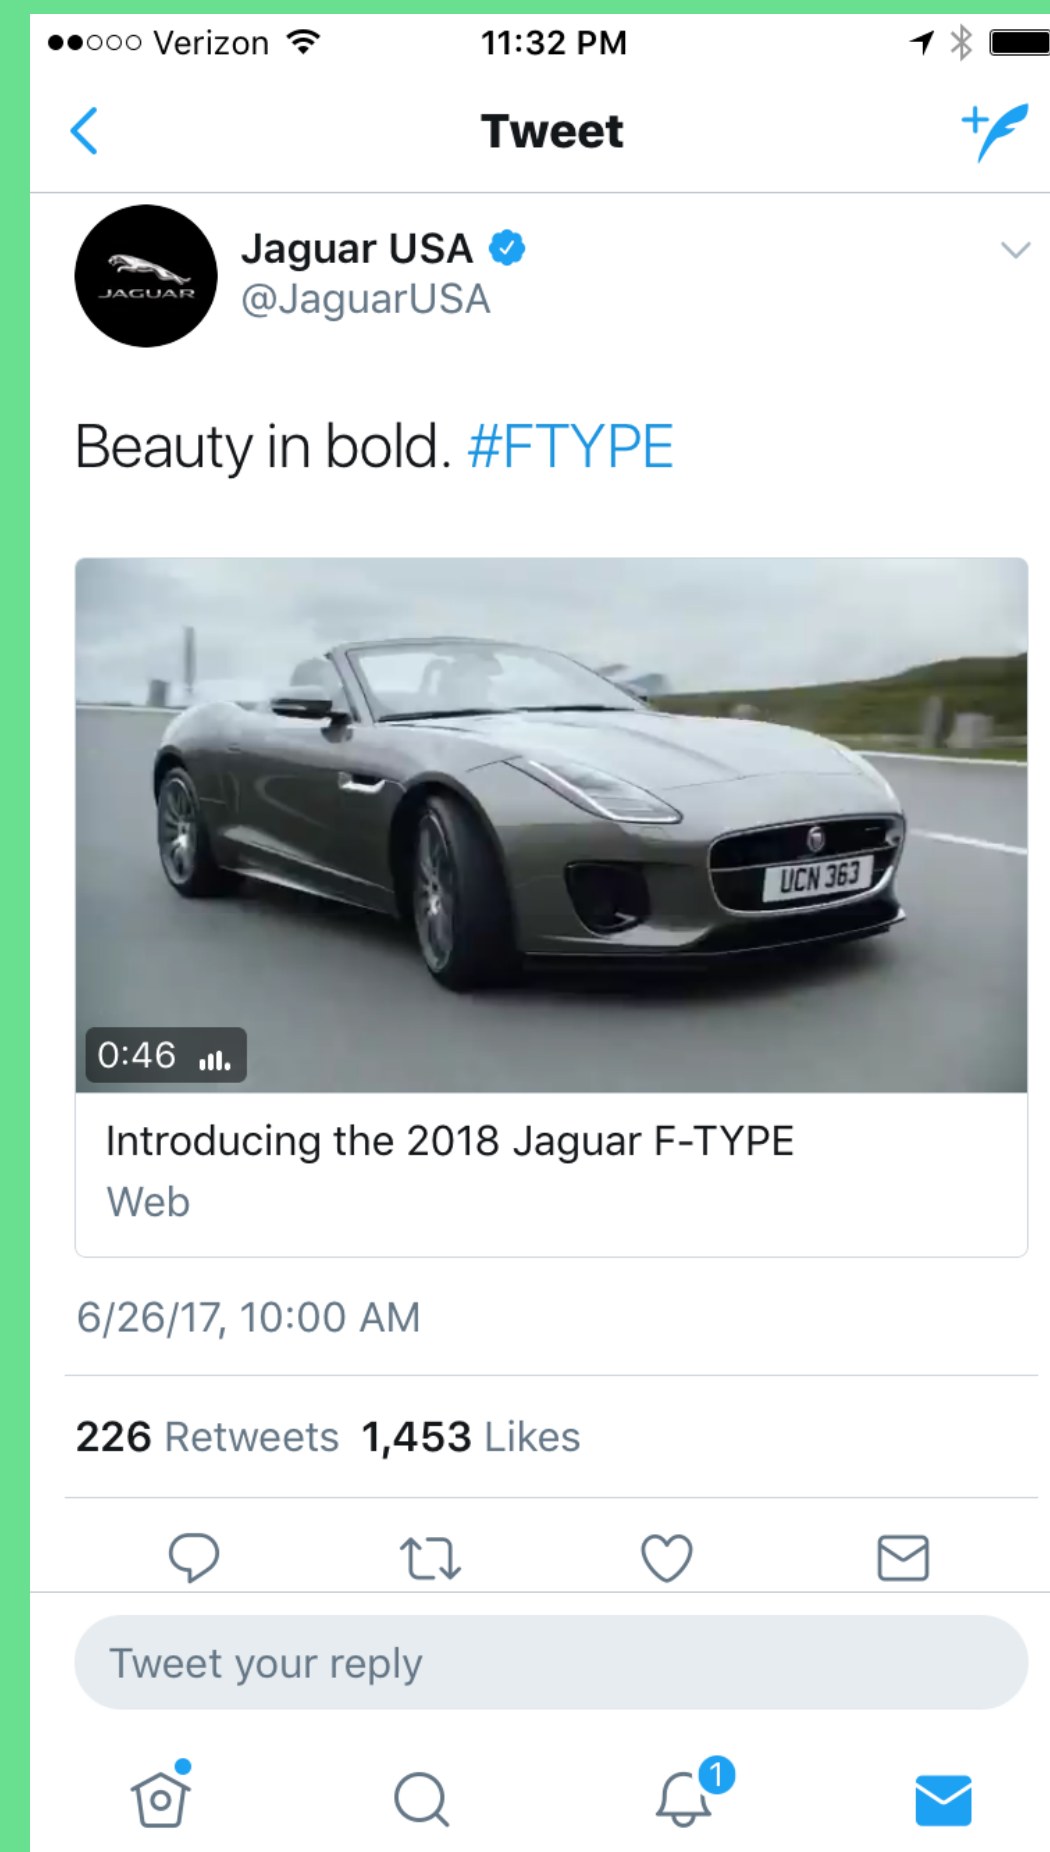 Verizon 11:32 PM
Tweet
JAGUAR
Jaguar USA
@JaguarUSA
Beauty in bold. #FTYPE
UCN 363
0:46
Introducing the 2018 Jaguar F-TYPE
Web
6/26/17, 10:00 AM
226 Retweets 1,453 Likes
Tweet your reply
1